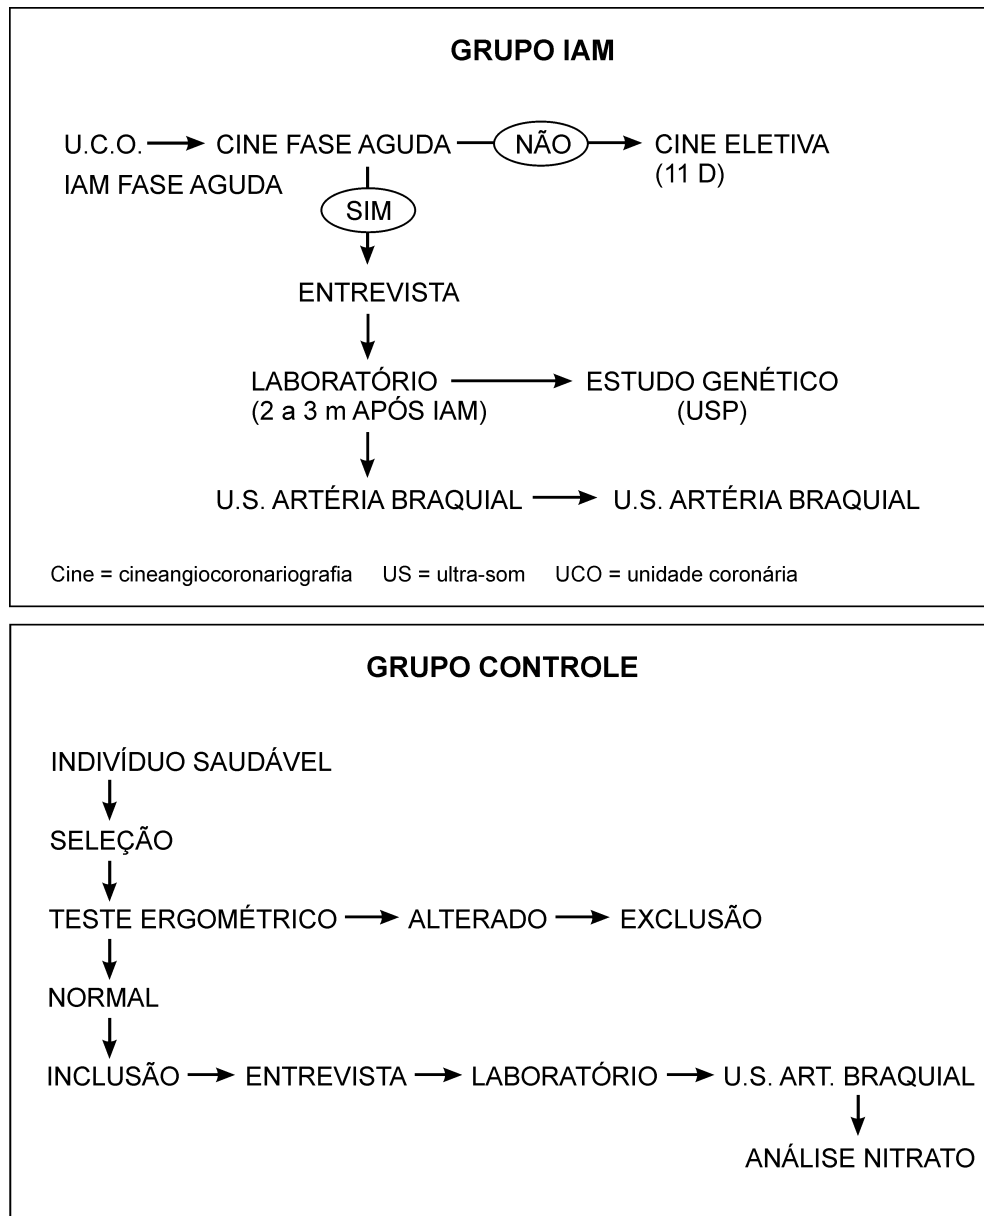 GRUPO IAM
U.C.O. CINE FASE AGUDA NÃO CINE ELETIVA
IAM FASE AGUDA (11 D)
SIM
ENTREVISTA
LABORATÓRIO ESTUDO GENÉTICO
(2 a 3 m APÓS IAM) (USP)
U.S. ARTÉRIA BRAQUIAL U.S. ARTÉRIA BRAQUIAL
Cine = cineangiocoronariografia US = ultra-som UCO = unidade coronária
GRUPO CONTROLE
INDIVÍDUO SAUDÁVEL
SELEÇÃO
TESTE ERGOMÉTRICO ALTERADO EXCLUSÃO
NORMAL
INCLUSÃO ENTREVISTA LABORATÓRIO U.S. ART. BRAQUIAL
ANÁLISE NITRATO